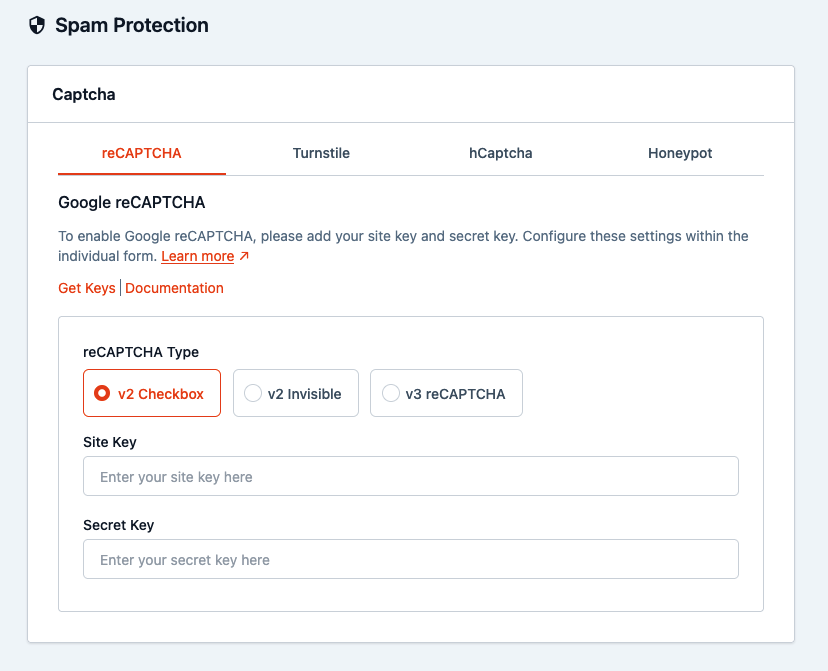 Spam Protection
Captcha
reCAPTCHA Turnstile hCaptcha Honeypot
Google reCAPTCHA
To enable Google reCAPTCHA, please add your site key and secret key. Configure these settings within the
individual form. Learn more ↗
Get Keys | Documentation
reCAPTCHA Type
v2 Checkbox v2 Invisible v3 reCAPTCHA
Site Key
Enter your site key here
Secret Key
Enter your secret key here